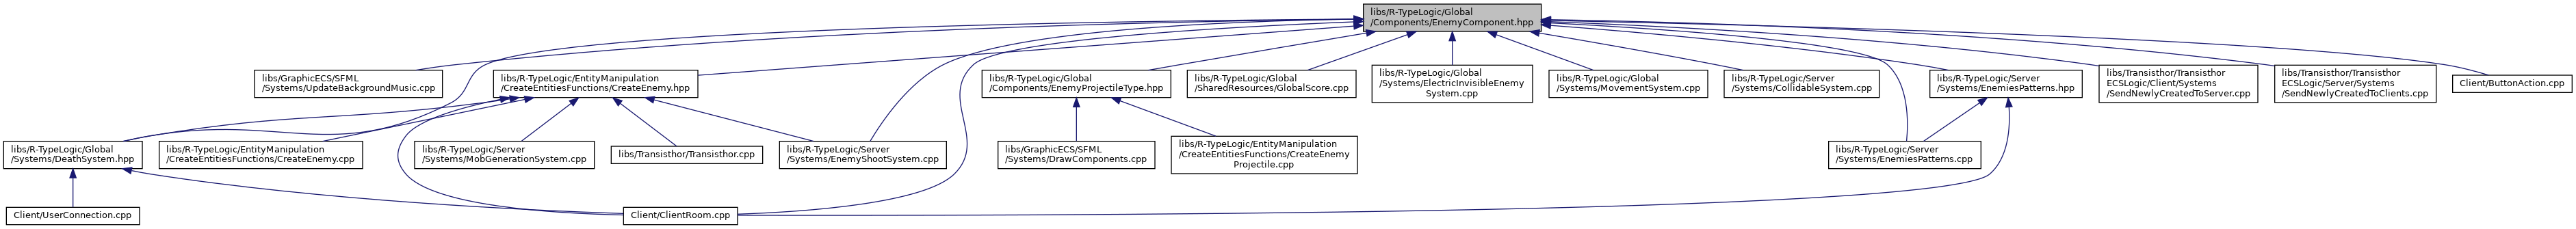 libs/R-TypeLogic/Global
/Components/EnemyComponent.hpp
libs/GraphicECS/SFML
/Systems/UpdateBackgroundMusic.cpp
libs/R-TypeLogic/EntityManipulation
/CreateEntitiesFunctions/CreateEnemy.hpp
libs/R-TypeLogic/Global
/Components/EnemyProjectileType.hpp
libs/R-TypeLogic/Global
/SharedResources/GlobalScore.cpp
libs/R-TypeLogic/Global
/Systems/ElectricInvisibleEnemy
System.cpp
libs/R-TypeLogic/Global
/Systems/MovementSystem.cpp
libs/R-TypeLogic/Server
/Systems/CollidableSystem.cpp
libs/R-TypeLogic/Server
/Systems/EnemiesPatterns.hpp
libs/Transisthor/Transisthor
ECSLogic/Client/Systems
/SendNewlyCreatedToServer.cpp
libs/Transisthor/Transisthor
ECSLogic/Server/Systems
/SendNewlyCreatedToClients.cpp
Client/ButtonAction.cpp
libs/R-TypeLogic/Global
/Systems/DeathSystem.hpp
libs/R-TypeLogic/EntityManipulation
/CreateEntitiesFunctions/CreateEnemy.cpp
libs/R-TypeLogic/Server
/Systems/MobGenerationSystem.cpp
libs/Transisthor/Transisthor.cpp
libs/R-TypeLogic/Server
/Systems/EnemyShootSystem.cpp
libs/GraphicECS/SFML
/Systems/DrawComponents.cpp
libs/R-TypeLogic/EntityManipulation
/CreateEntitiesFunctions/CreateEnemy
Projectile.cpp
libs/R-TypeLogic/Server
/Systems/EnemiesPatterns.cpp
Client/UserConnection.cpp
Client/ClientRoom.cpp